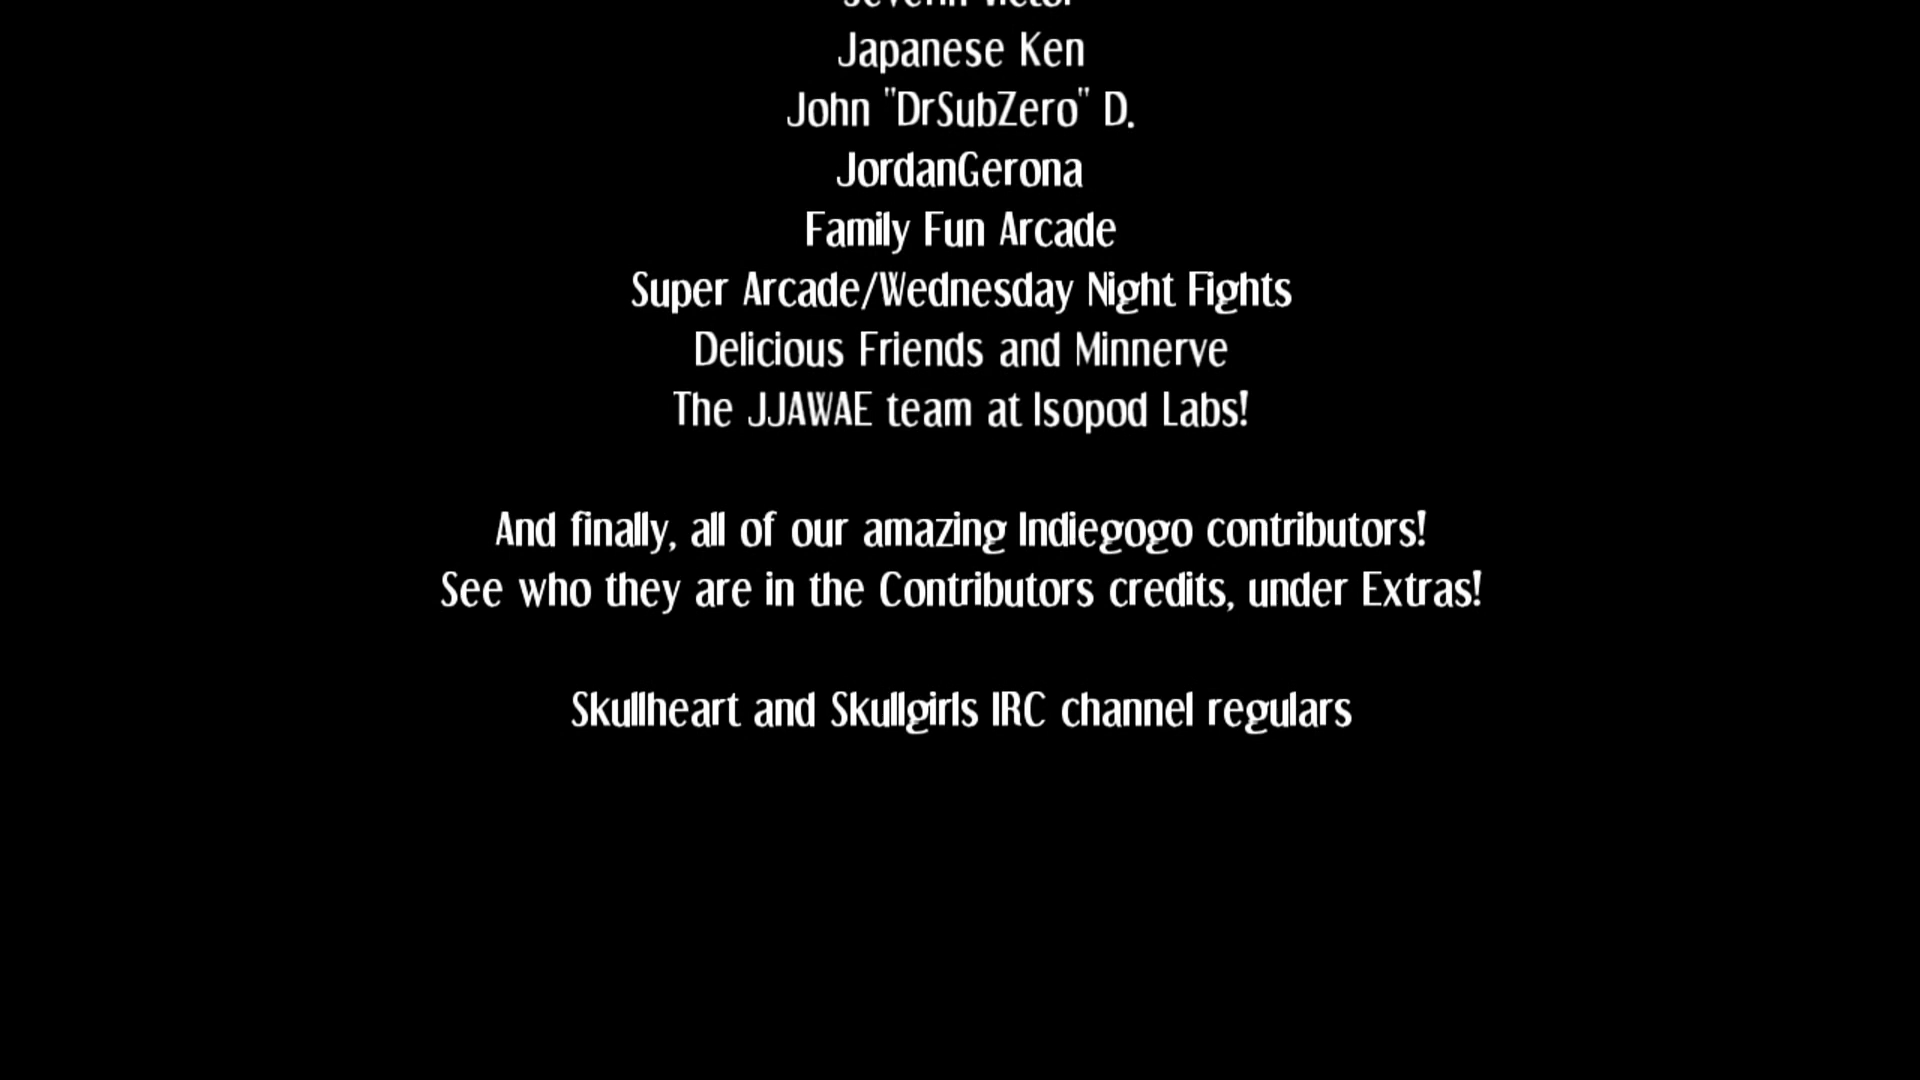 Severin Victor
Japanese Ken
John "DrSubZero" D.
JordanGerona
Family Fun Arcade
Super Arcade/Wednesday Night Fights
Delicious Friends and Minnerve
The JJAWAE team at Isopod Labs!
And finally, all of our amazing Indiegogo contributors!
See who they are in the Contributors credits, under Extras!
Skullheart and Skullgirls IRC channel regulars